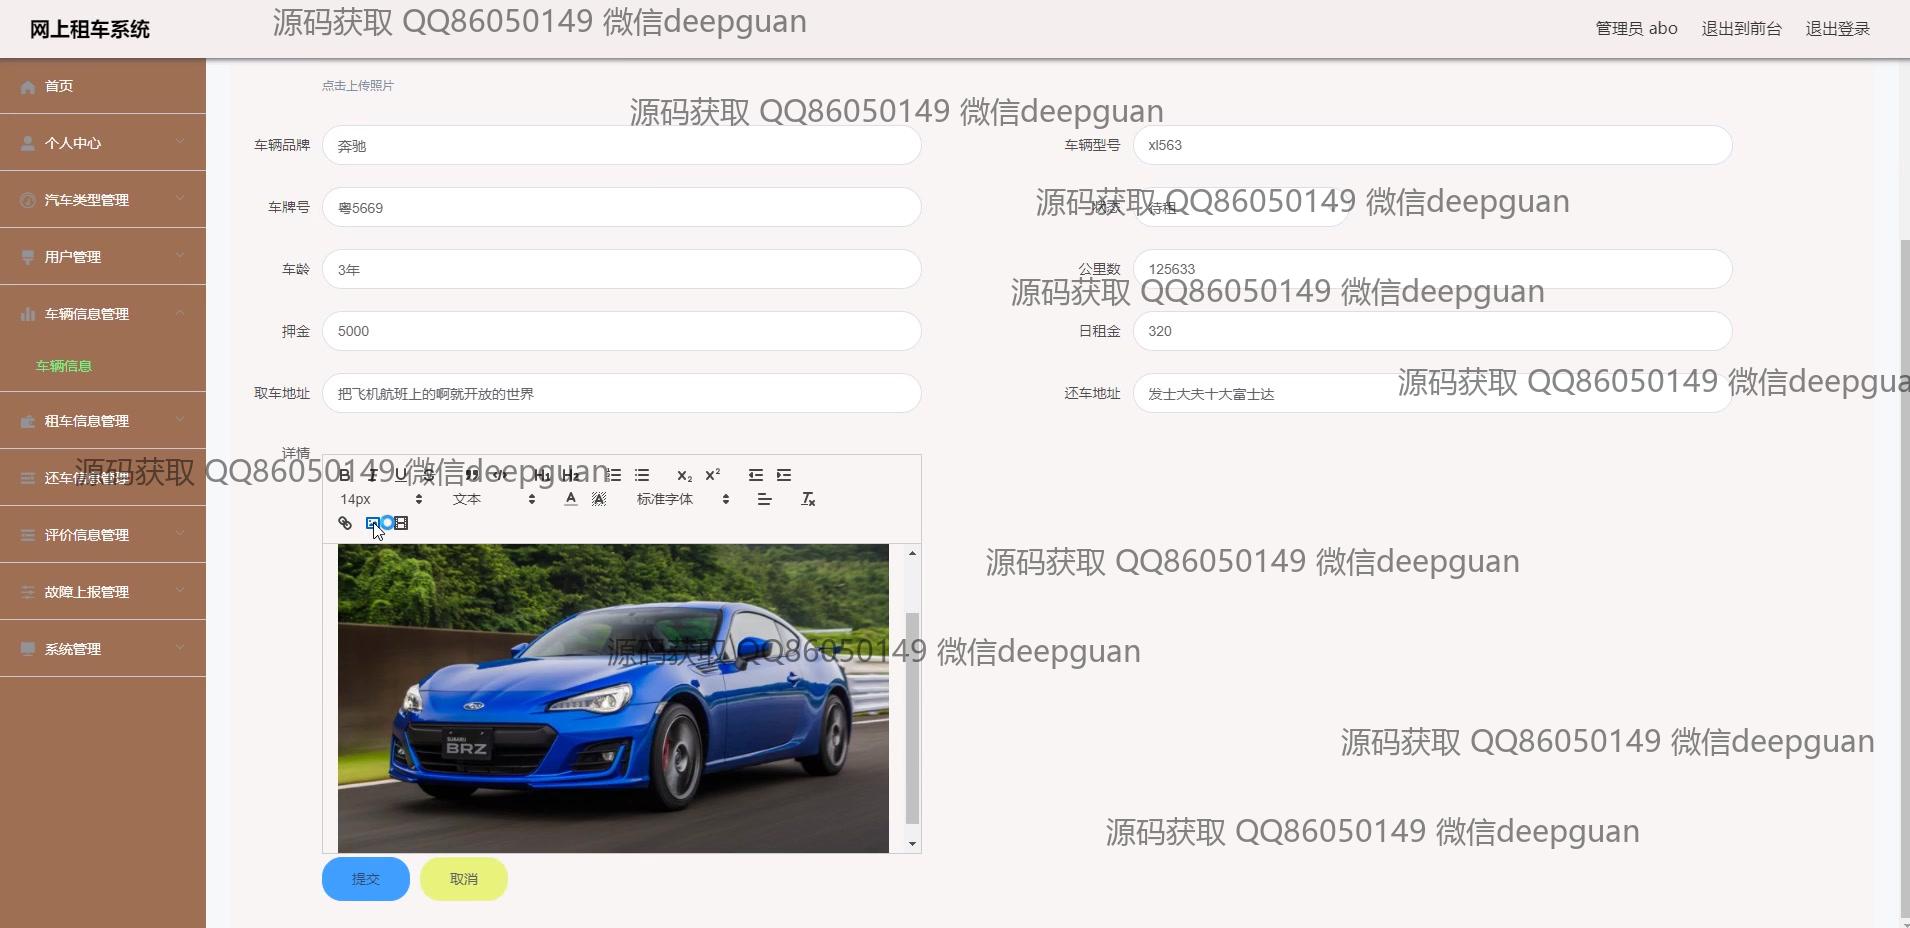 网上租车系统
源码获取 QQ86050149 微信deepguan
管理员 abo 退出到前台 退出登录
首页
个人中心
汽车类型管理
用户管理
车辆信息管理
车辆信息
租车信息管理
还车信息管理
评价信息管理
故障上报管理
系统管理
点击上传照片
源码获取 QQ86050149 微信deepguan
车辆品牌 奔驰
车辆型号 xl563
源码获取 QQ86050149 微信deepguan
车牌号 粤5669
状态 待租
车龄 3年
公里数 125633
源码获取 QQ86050149 微信deepguan
押金 5000
日租金 320
源码获取 QQ86050149 微信deepgua
取车地址 把飞机航班上的啊就开放的世界
还车地址 发士大夫十大富士达
详情
源码获取 QQ86050149 微信deepguan
B I U S H1 H2 X2 X2
14px 文本 A A 标准字体 Tx
源码获取 QQ86050149 微信deepguan
源码获取 QQ86050149 微信deepguan
SUBARU
BRZ
源码获取 QQ86050149 微信deepguan
源码获取 QQ86050149 微信deepguan
提交 取消